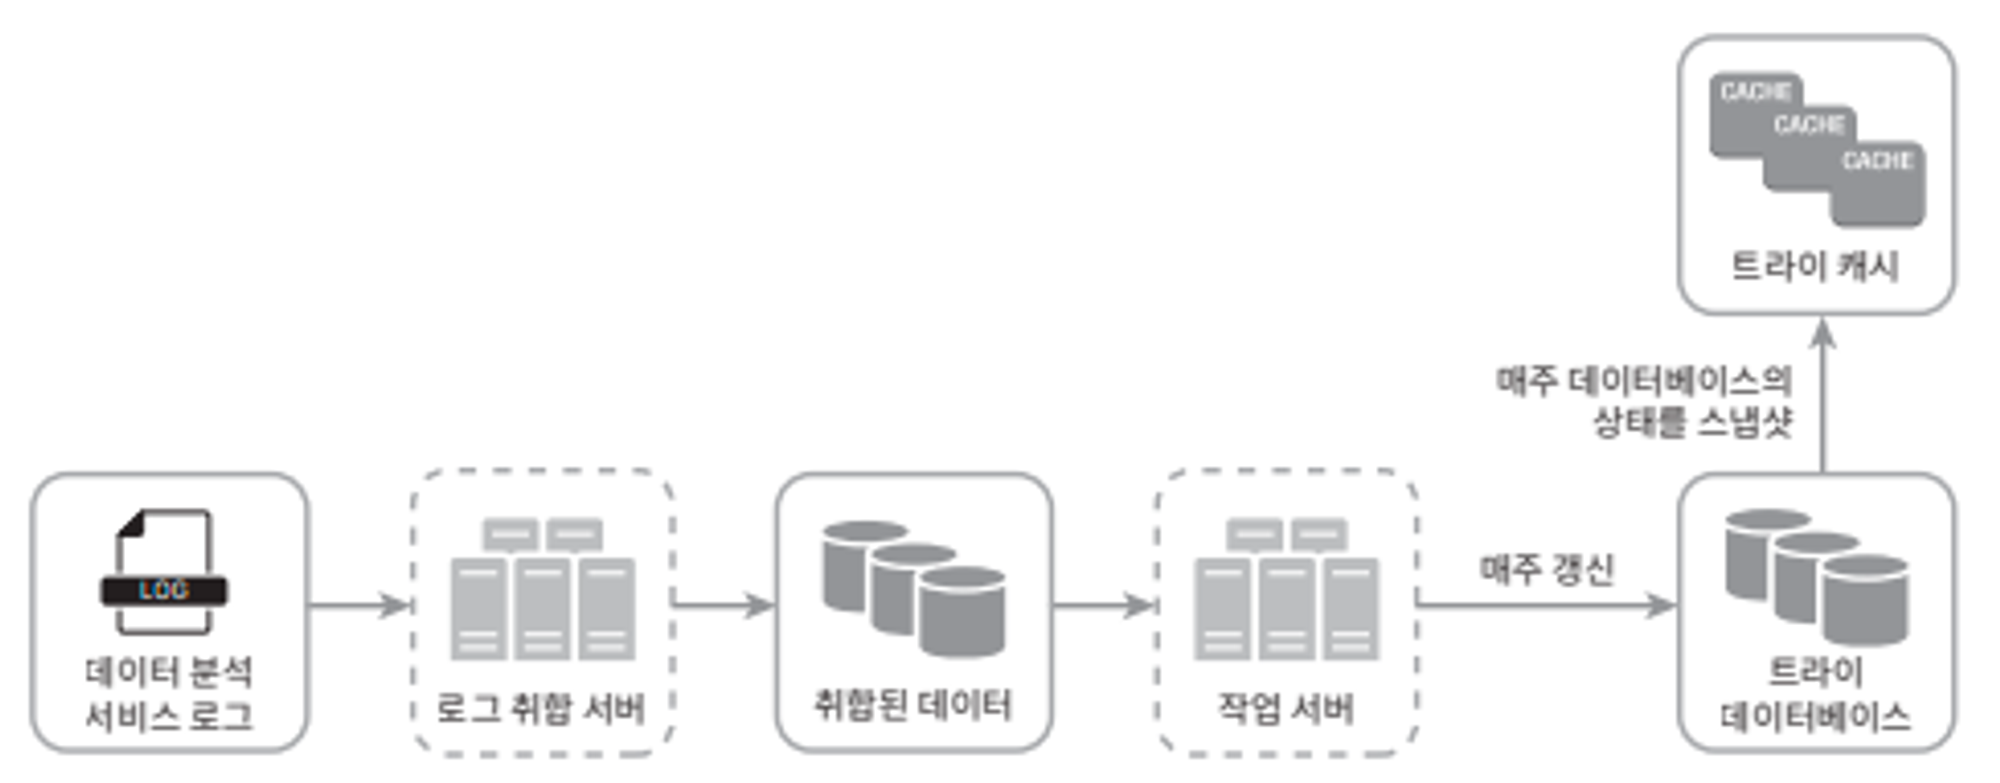 CACHE
CACHE
CACHE
트라이 캐시
매주 데이터베이스의
상태를 스냅샷
LOG
데이터 분석
서비스 로그
로그 취합 서버
취합된 데이터
작업 서버
매주 갱신
트라이
데이터베이스